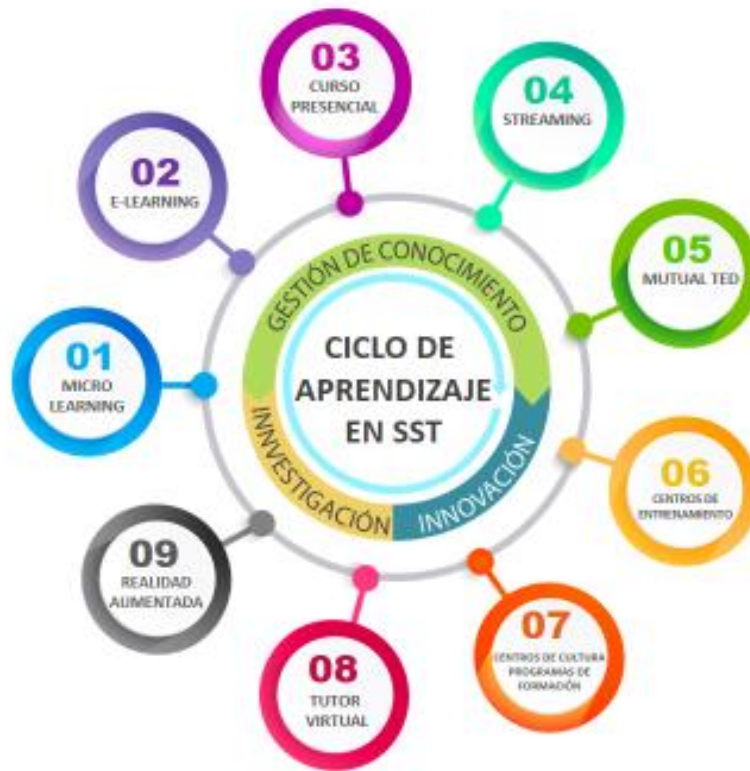 CICLO DE
APRENDIZAJE
EN SST
GESTIÓN DE CONOCIMIENTO
INNOVACIÓN
INNVESTIGACIÓN
01
MICRO
LEARNING
02
E-LEARNING
03
CURSO
PRESENCIAL
04
STREAMING
05
MUTUAL TED
06
CENTROS DE
ENTRENAMIENTO
07
CENTROS DE CULTURA
PROGRAMAS DE
FORMACIÓN
08
TUTOR
VIRTUAL
09
REALIDAD
AUMENTADA